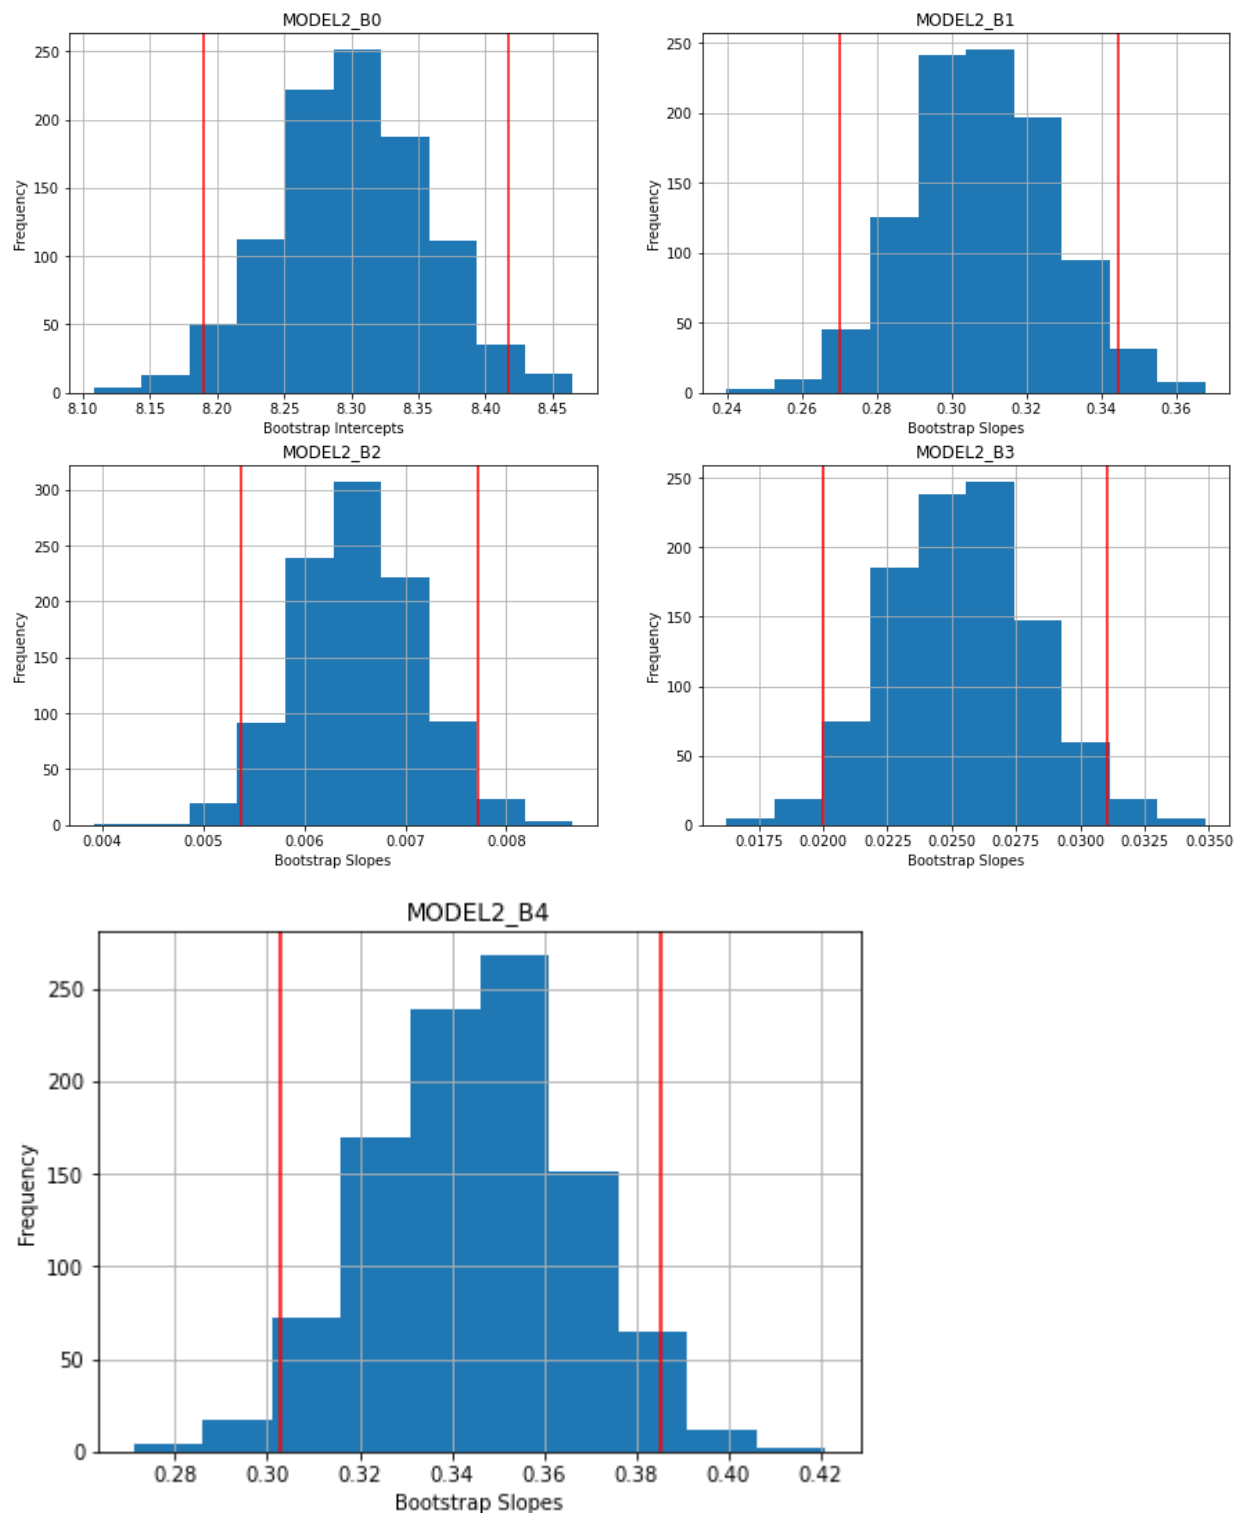 MODEL2_B0
250
200
150
100
50
0
Frequency
8.10 8.15 8.20 8.25 8.30 8.35 8.40 8.45
Bootstrap Intercepts
MODEL2_B1
250
200
150
100
50
0
Frequency
0.24 0.26 0.28 0.30 0.32 0.34 0.36
Bootstrap Slopes
MODEL2_B2
300
250
200
150
100
50
0
Frequency
0.004 0.005 0.006 0.007 0.008
Bootstrap Slopes
MODEL2_B3
250
200
150
100
50
0
Frequency
0.0175 0.0200 0.0225 0.0250 0.0275 0.0300 0.0325 0.0350
Bootstrap Slopes
MODEL2_B4
250
200
150
100
50
0
Frequency
0.28 0.30 0.32 0.34 0.36 0.38 0.40 0.42
Bootstrap Slopes